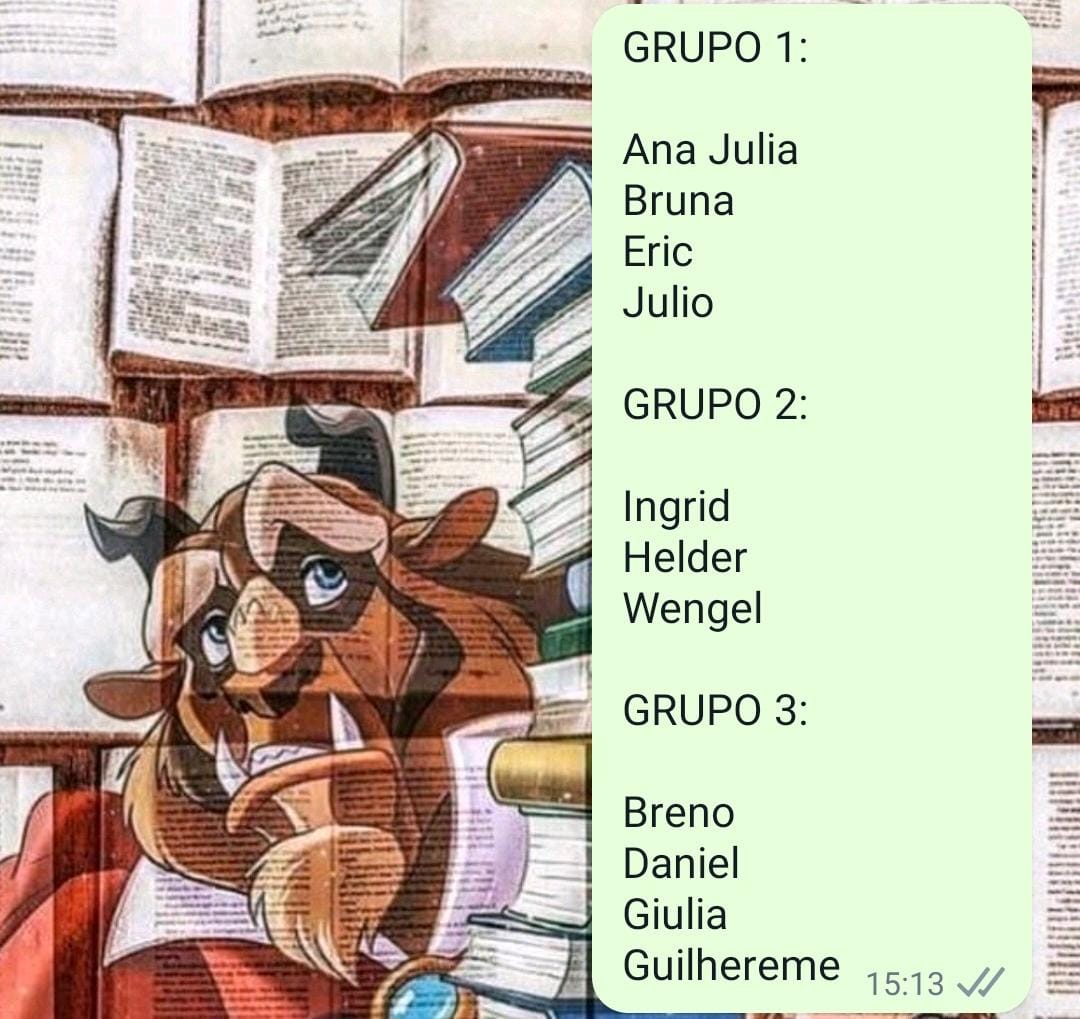 GRUPO 1:
Ana Julia
Bruna
Eric
Julio
GRUPO 2:
Ingrid
Helder
Wengel
GRUPO 3:
Breno
Daniel
Giulia
Guilhereme
15:13